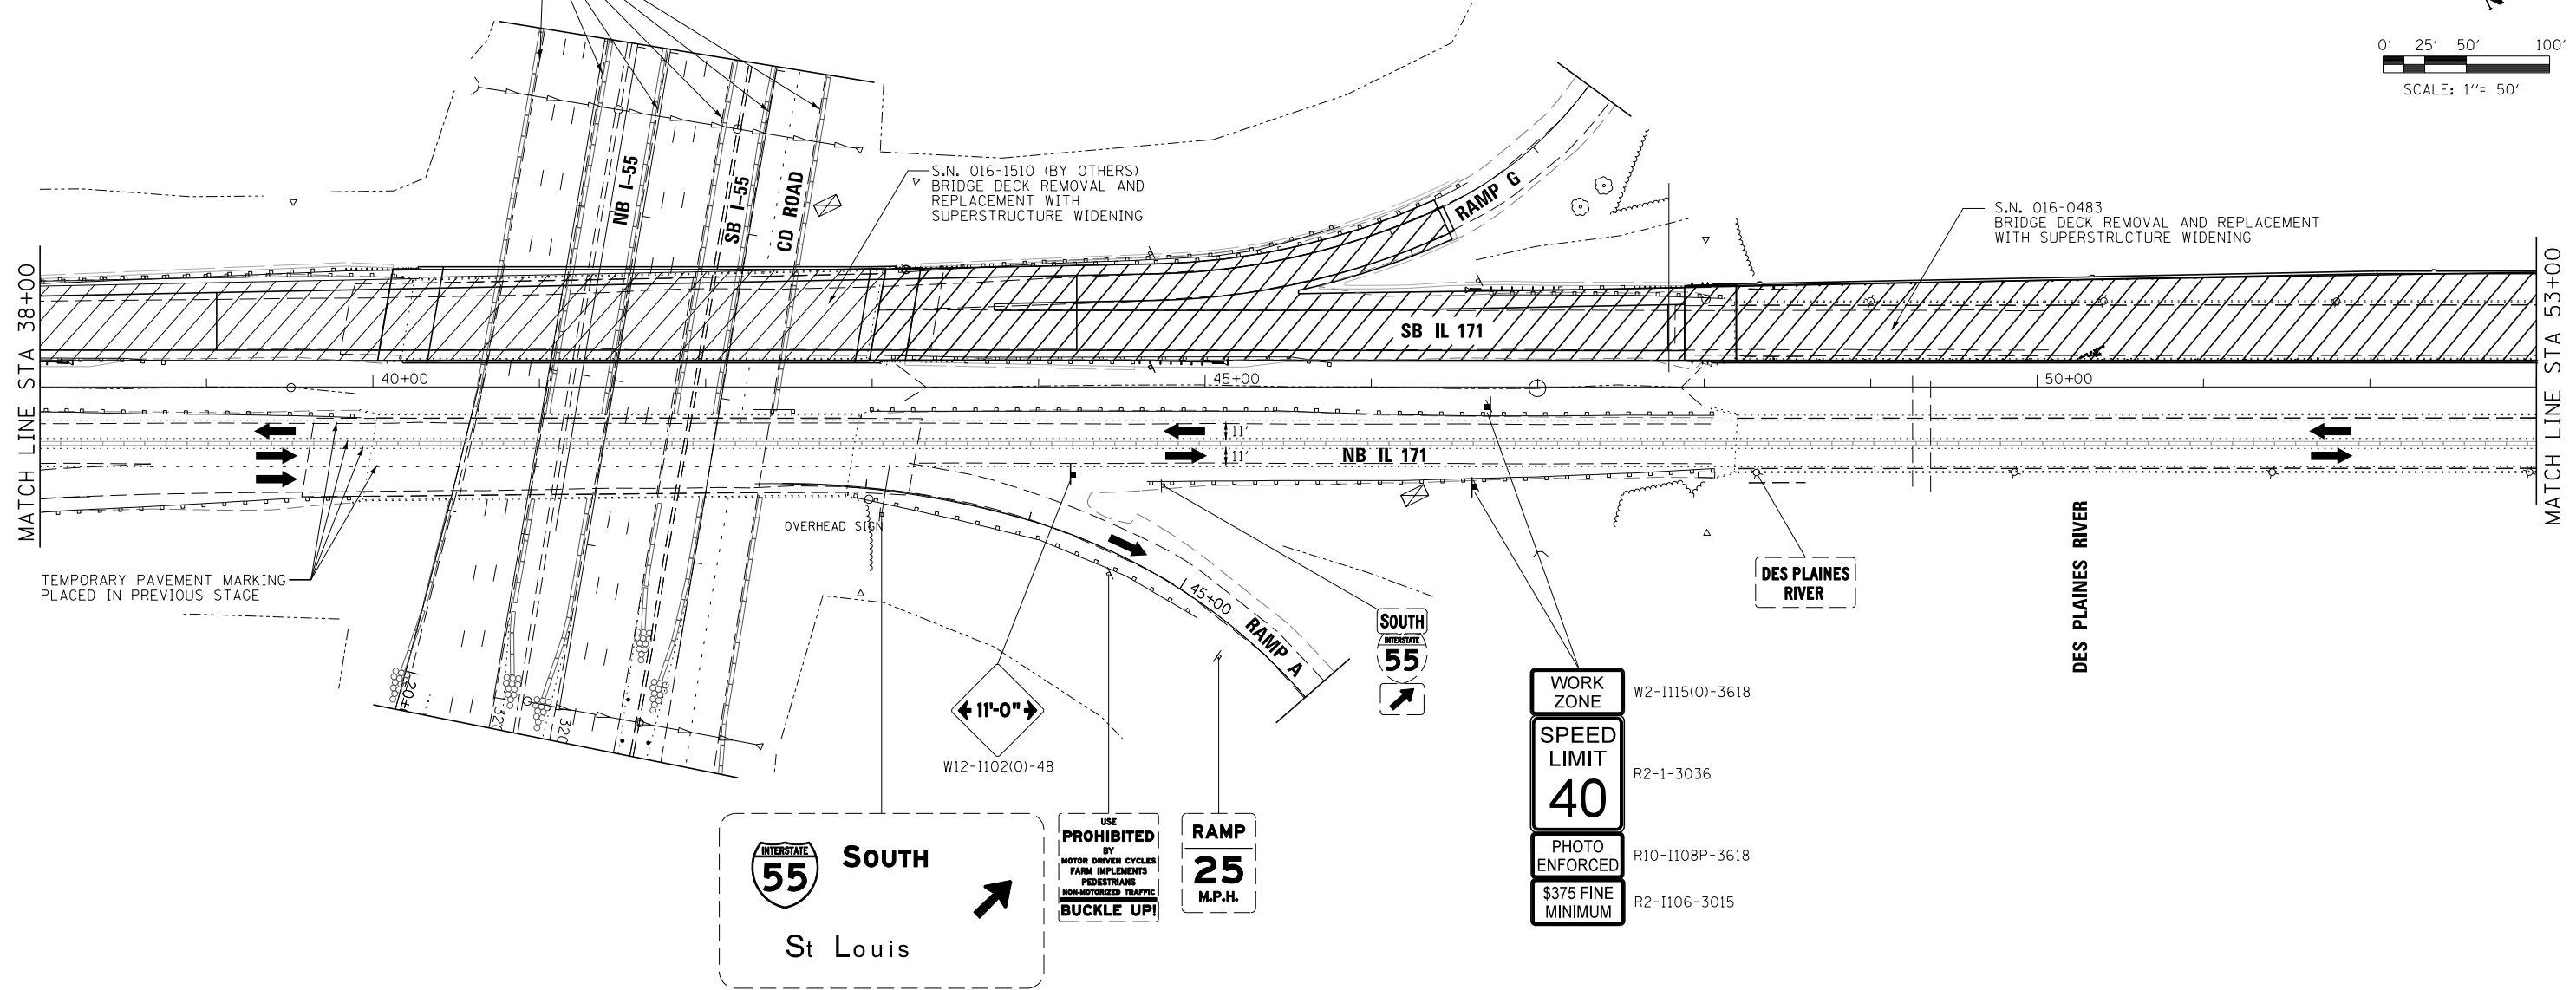 0' 25' 50' 100'
SCALE: 1"= 50'
NB I-55
SB I-55
CD ROAD
S.N. 016-1510 (BY OTHERS)
BRIDGE DECK REMOVAL AND
REPLACEMENT WITH
SUPERSTRUCTURE WIDENING
RAMP G
S.N. 016-0483
BRIDGE DECK REMOVAL AND REPLACEMENT
WITH SUPERSTRUCTURE WIDENING
MATCH LINE STA 38+00
SB IL 171
MATCH LINE STA 53+00
40+00
45+00
50+00
11'
11'
NB IL 171
OVERHEAD SIGN
TEMPORARY PAVEMENT MARKING
PLACED IN PREVIOUS STAGE
45+00
RAMP A
DES PLAINES
RIVER
DES PLAINES RIVER
SOUTH
INTERSTATE
55
320
320
11'-0"
W12-I102(O)-48
WORK
ZONE
W2-I115(O)-3618
SPEED
LIMIT
40
R2-1-3036
PHOTO
ENFORCED
R10-I108P-3618
$375 FINE
MINIMUM
R2-I106-3015
INTERSTATE
55
SOUTH
St Louis
USE
PROHIBITED
BY
MOTOR DRIVEN CYCLES
FARM IMPLEMENTS
PEDESTRIANS
NON-MOTORIZED TRAFFIC
BUCKLE UP!
RAMP
25
M.P.H.